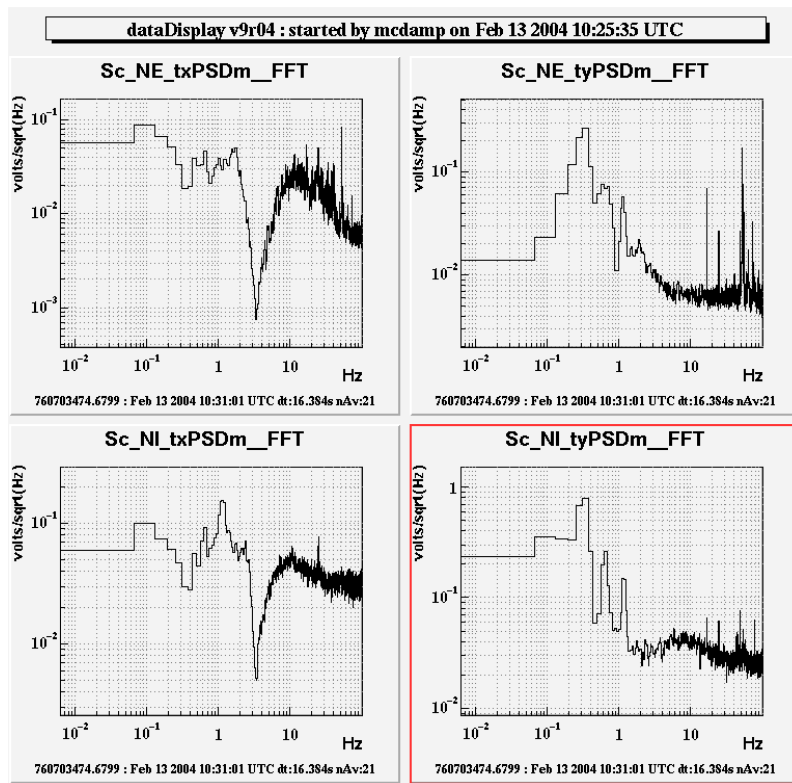 dataDisplay v9r04 : started by mcdamp on Feb 13 2004 10:25:35 UTC
Sc_NE_txPSDm__FFT
volts/sqrt(Hz)
10⁻¹
10⁻²
10⁻³
10⁻² 10⁻¹ 1 10
Hz
760703474.6799 : Feb 13 2004 10:31:01 UTC dt:16.384s nAv:21
Sc_NE_tyPSDm__FFT
volts/sqrt(Hz)
10⁻¹
10⁻²
10⁻² 10⁻¹ 1 10
Hz
760703474.6799 : Feb 13 2004 10:31:01 UTC dt:16.384s nAv:21
Sc_NI_txPSDm__FFT
volts/sqrt(Hz)
10⁻¹
10⁻²
10⁻² 10⁻¹ 1 10
Hz
760703474.6799 : Feb 13 2004 10:31:01 UTC dt:16.384s nAv:21
Sc_NI_tyPSDm__FFT
volts/sqrt(Hz)
1
10⁻¹
10⁻²
10⁻² 10⁻¹ 1 10
Hz
760703474.6799 : Feb 13 2004 10:31:01 UTC dt:16.384s nAv:21